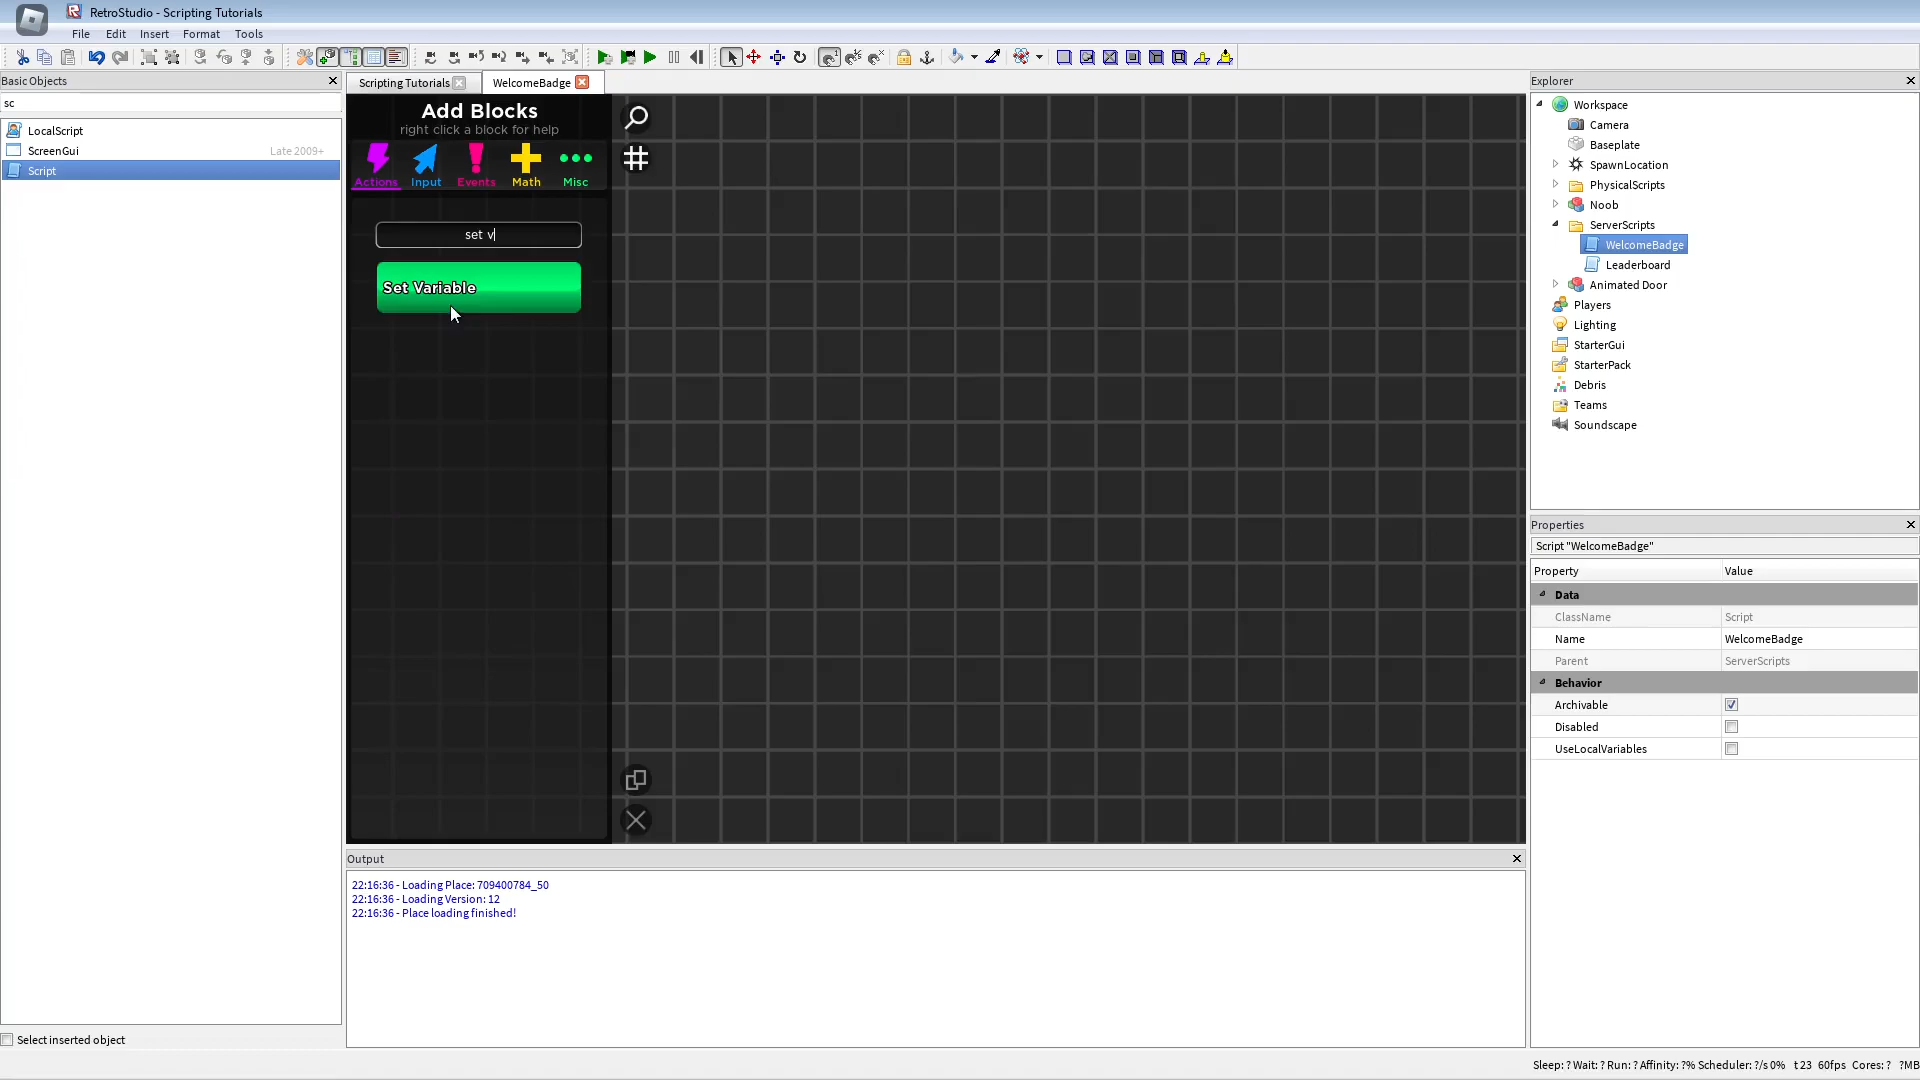 RetroStudio - Scripting Tutorials
File Edit Insert Format Tools
Basic Objects
sc
LocalScript
ScreenGui Late 2009+
Script
Select inserted object
Scripting Tutorials WelcomeBadge
Add Blocks
right click a block for help
Actions Input Events Math Misc
set v
Set Variable
Output
22:16:36 - Loading Place: 709400784_50
22:16:36 - Loading Version: 12
22:16:36 - Place loading finished!
Explorer
Workspace
Camera
Baseplate
SpawnLocation
PhysicalScripts
Noob
ServerScripts
WelcomeBadge
Leaderboard
Animated Door
Players
Lighting
StarterGui
StarterPack
Debris
Teams
Soundscape
Properties
Script "WelcomeBadge"
Property Value
Data
ClassName Script
Name WelcomeBadge
Parent ServerScripts
Behavior
Archivable
Disabled
UseLocalVariables
Sleep: ? Wait: ? Run: ? Affinity: ?% Scheduler: ?/s 0% t 23 60fps Cores: ? ?MB